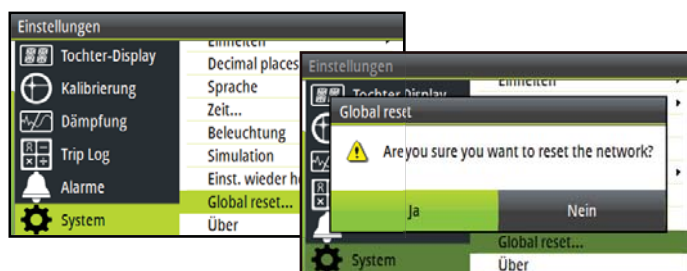 Einstellungen
Tochter-Display
Kalibrierung
Dämpfung
Trip Log
Alarme
System
Einheiten
Decimal places
Sprache
Zeit...
Beleuchtung
Simulation
Einst. wieder
Global reset...
Über
Einstellungen
Tochter Display
Einheiten
Global reset
Are you sure you want to reset the network?
Ja
Nein
System
Global reset...
Über